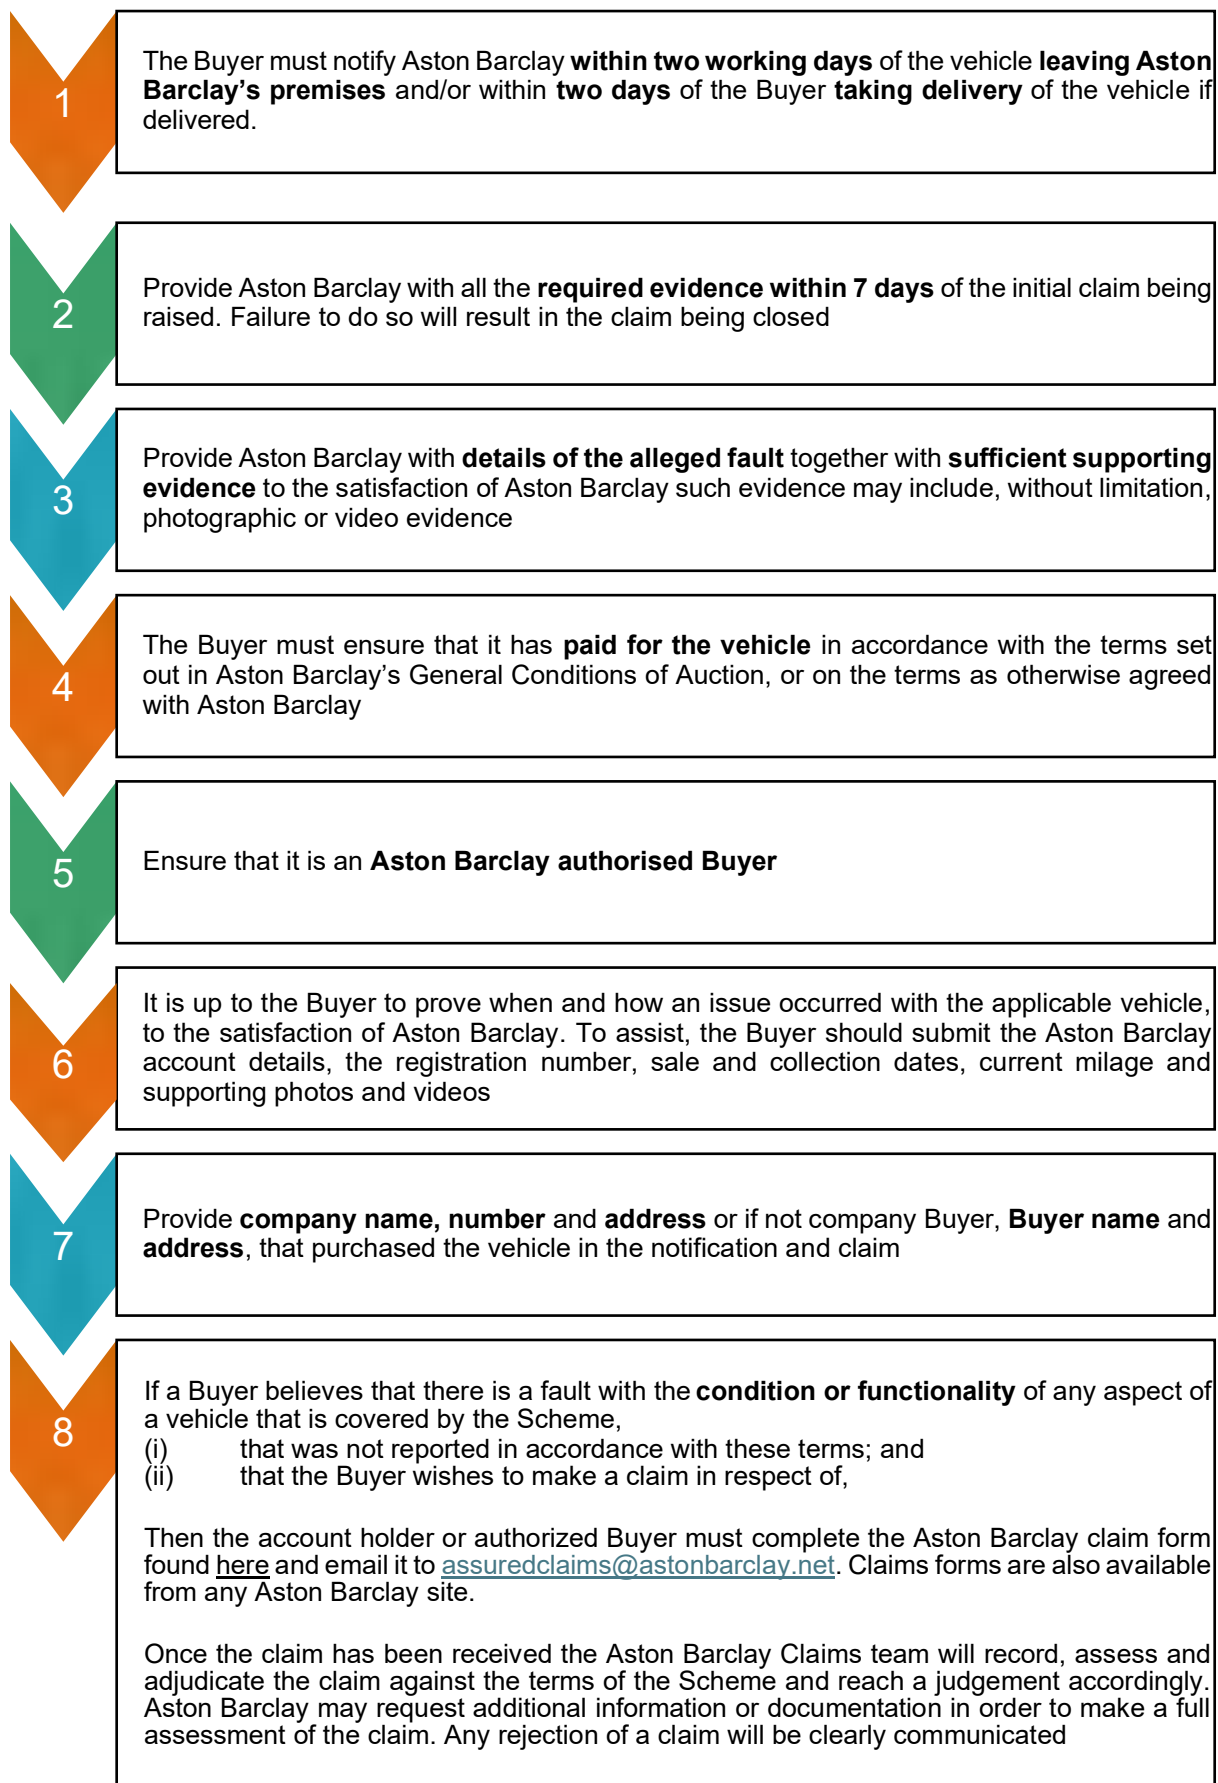 1
The Buyer must notify Aston Barclay within two working days of the vehicle leaving Aston
Barclay’s premises and/or within two days of the Buyer taking delivery of the vehicle if
delivered.
2
Provide Aston Barclay with all the required evidence within 7 days of the initial claim being
raised. Failure to do so will result in the claim being closed
3
Provide Aston Barclay with details of the alleged fault together with sufficient supporting
evidence to the satisfaction of Aston Barclay such evidence may include, without limitation,
photographic or video evidence
4
The Buyer must ensure that it has paid for the vehicle in accordance with the terms set
out in Aston Barclay’s General Conditions of Auction, or on the terms as otherwise agreed
with Aston Barclay
5
Ensure that it is an Aston Barclay authorised Buyer
6
It is up to the Buyer to prove when and how an issue occurred with the applicable vehicle,
to the satisfaction of Aston Barclay. To assist, the Buyer should submit the Aston Barclay
account details, the registration number, sale and collection dates, current milage and
supporting photos and videos
7
Provide company name, number and address or if not company Buyer, Buyer name and
address, that purchased the vehicle in the notification and claim
8
If a Buyer believes that there is a fault with the condition or functionality of any aspect of
a vehicle that is covered by the Scheme,
(i) that was not reported in accordance with these terms; and
(ii) that the Buyer wishes to make a claim in respect of,
Then the account holder or authorized Buyer must complete the Aston Barclay claim form
found here and email it to assuredclaims@astonbarclay.net. Claims forms are also available
from any Aston Barclay site.
Once the claim has been received the Aston Barclay Claims team will record, assess and
adjudicate the claim against the terms of the Scheme and reach a judgement accordingly.
Aston Barclay may request additional information or documentation in order to make a full
assessment of the claim. Any rejection of a claim will be clearly communicated